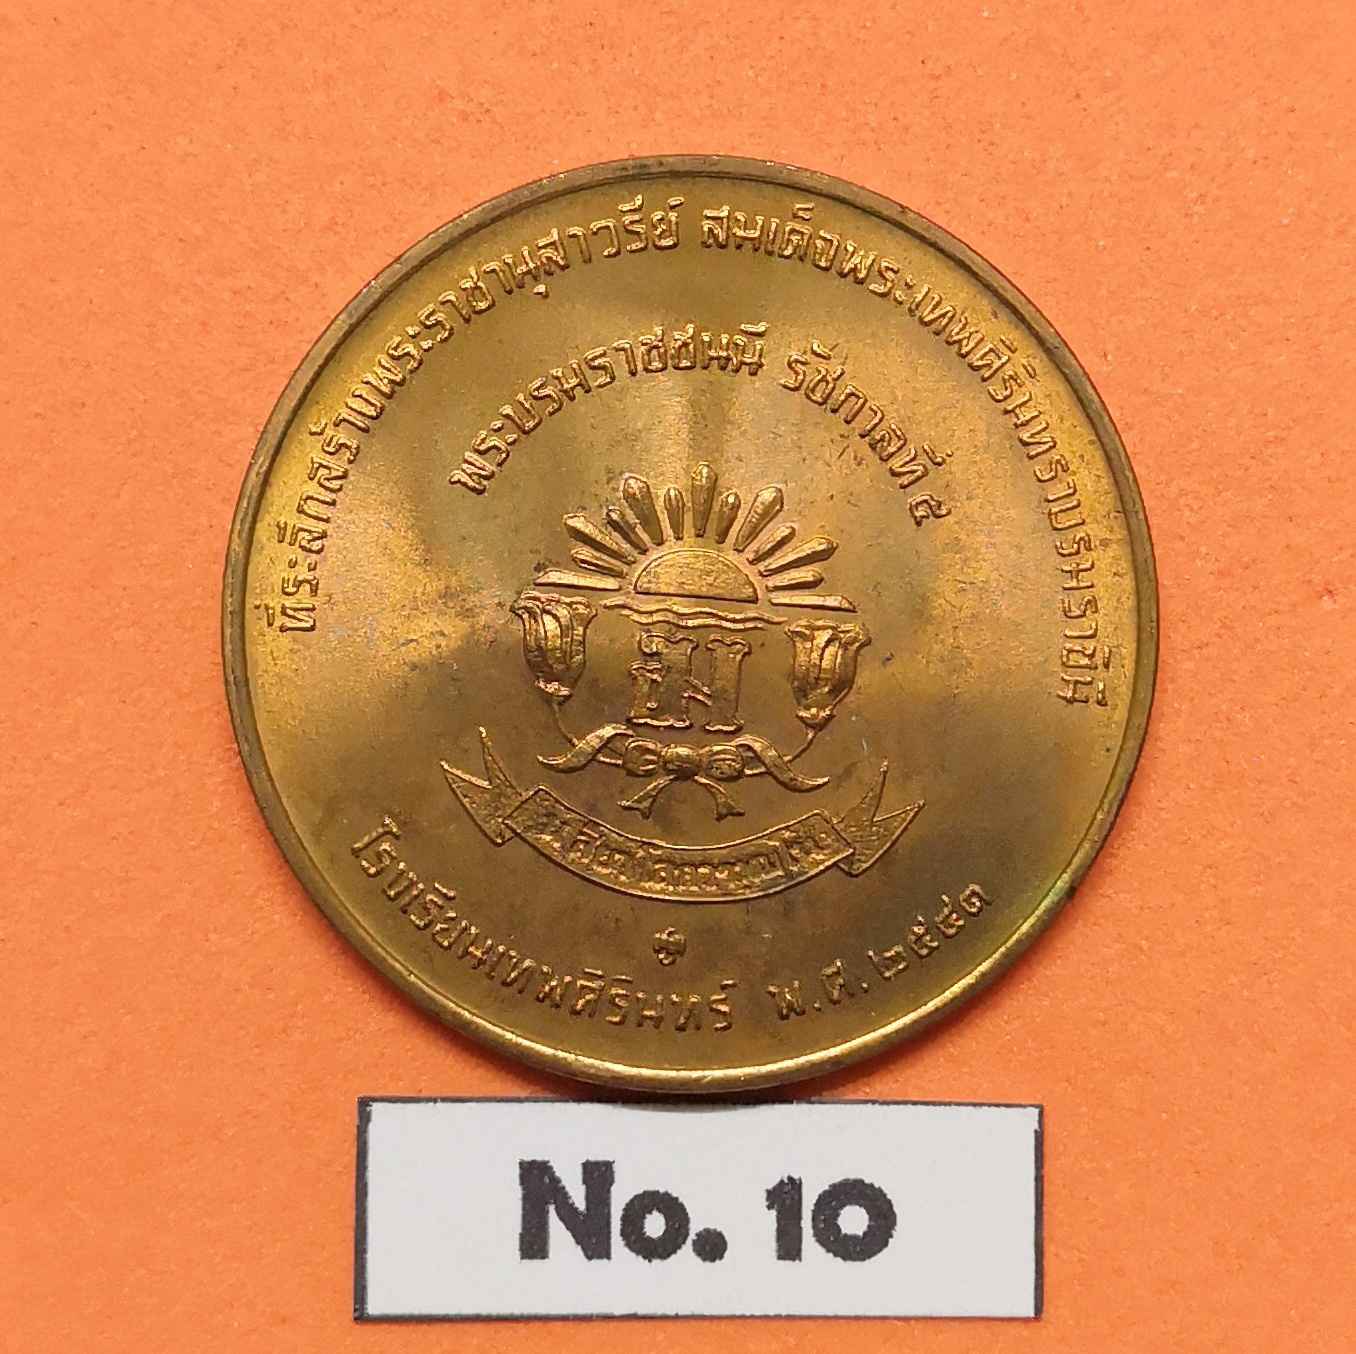 ที่ระลึกสร้างพระราชานุสาวรีย์ สมเด็จพระเทพศิรินทราบรมราชินี
พระบรมราชชนนี รัชกาลที่ ๕
โรงเรียนเทพศิรินทร์ พ.ศ. ๒๕๔๓
No. 10